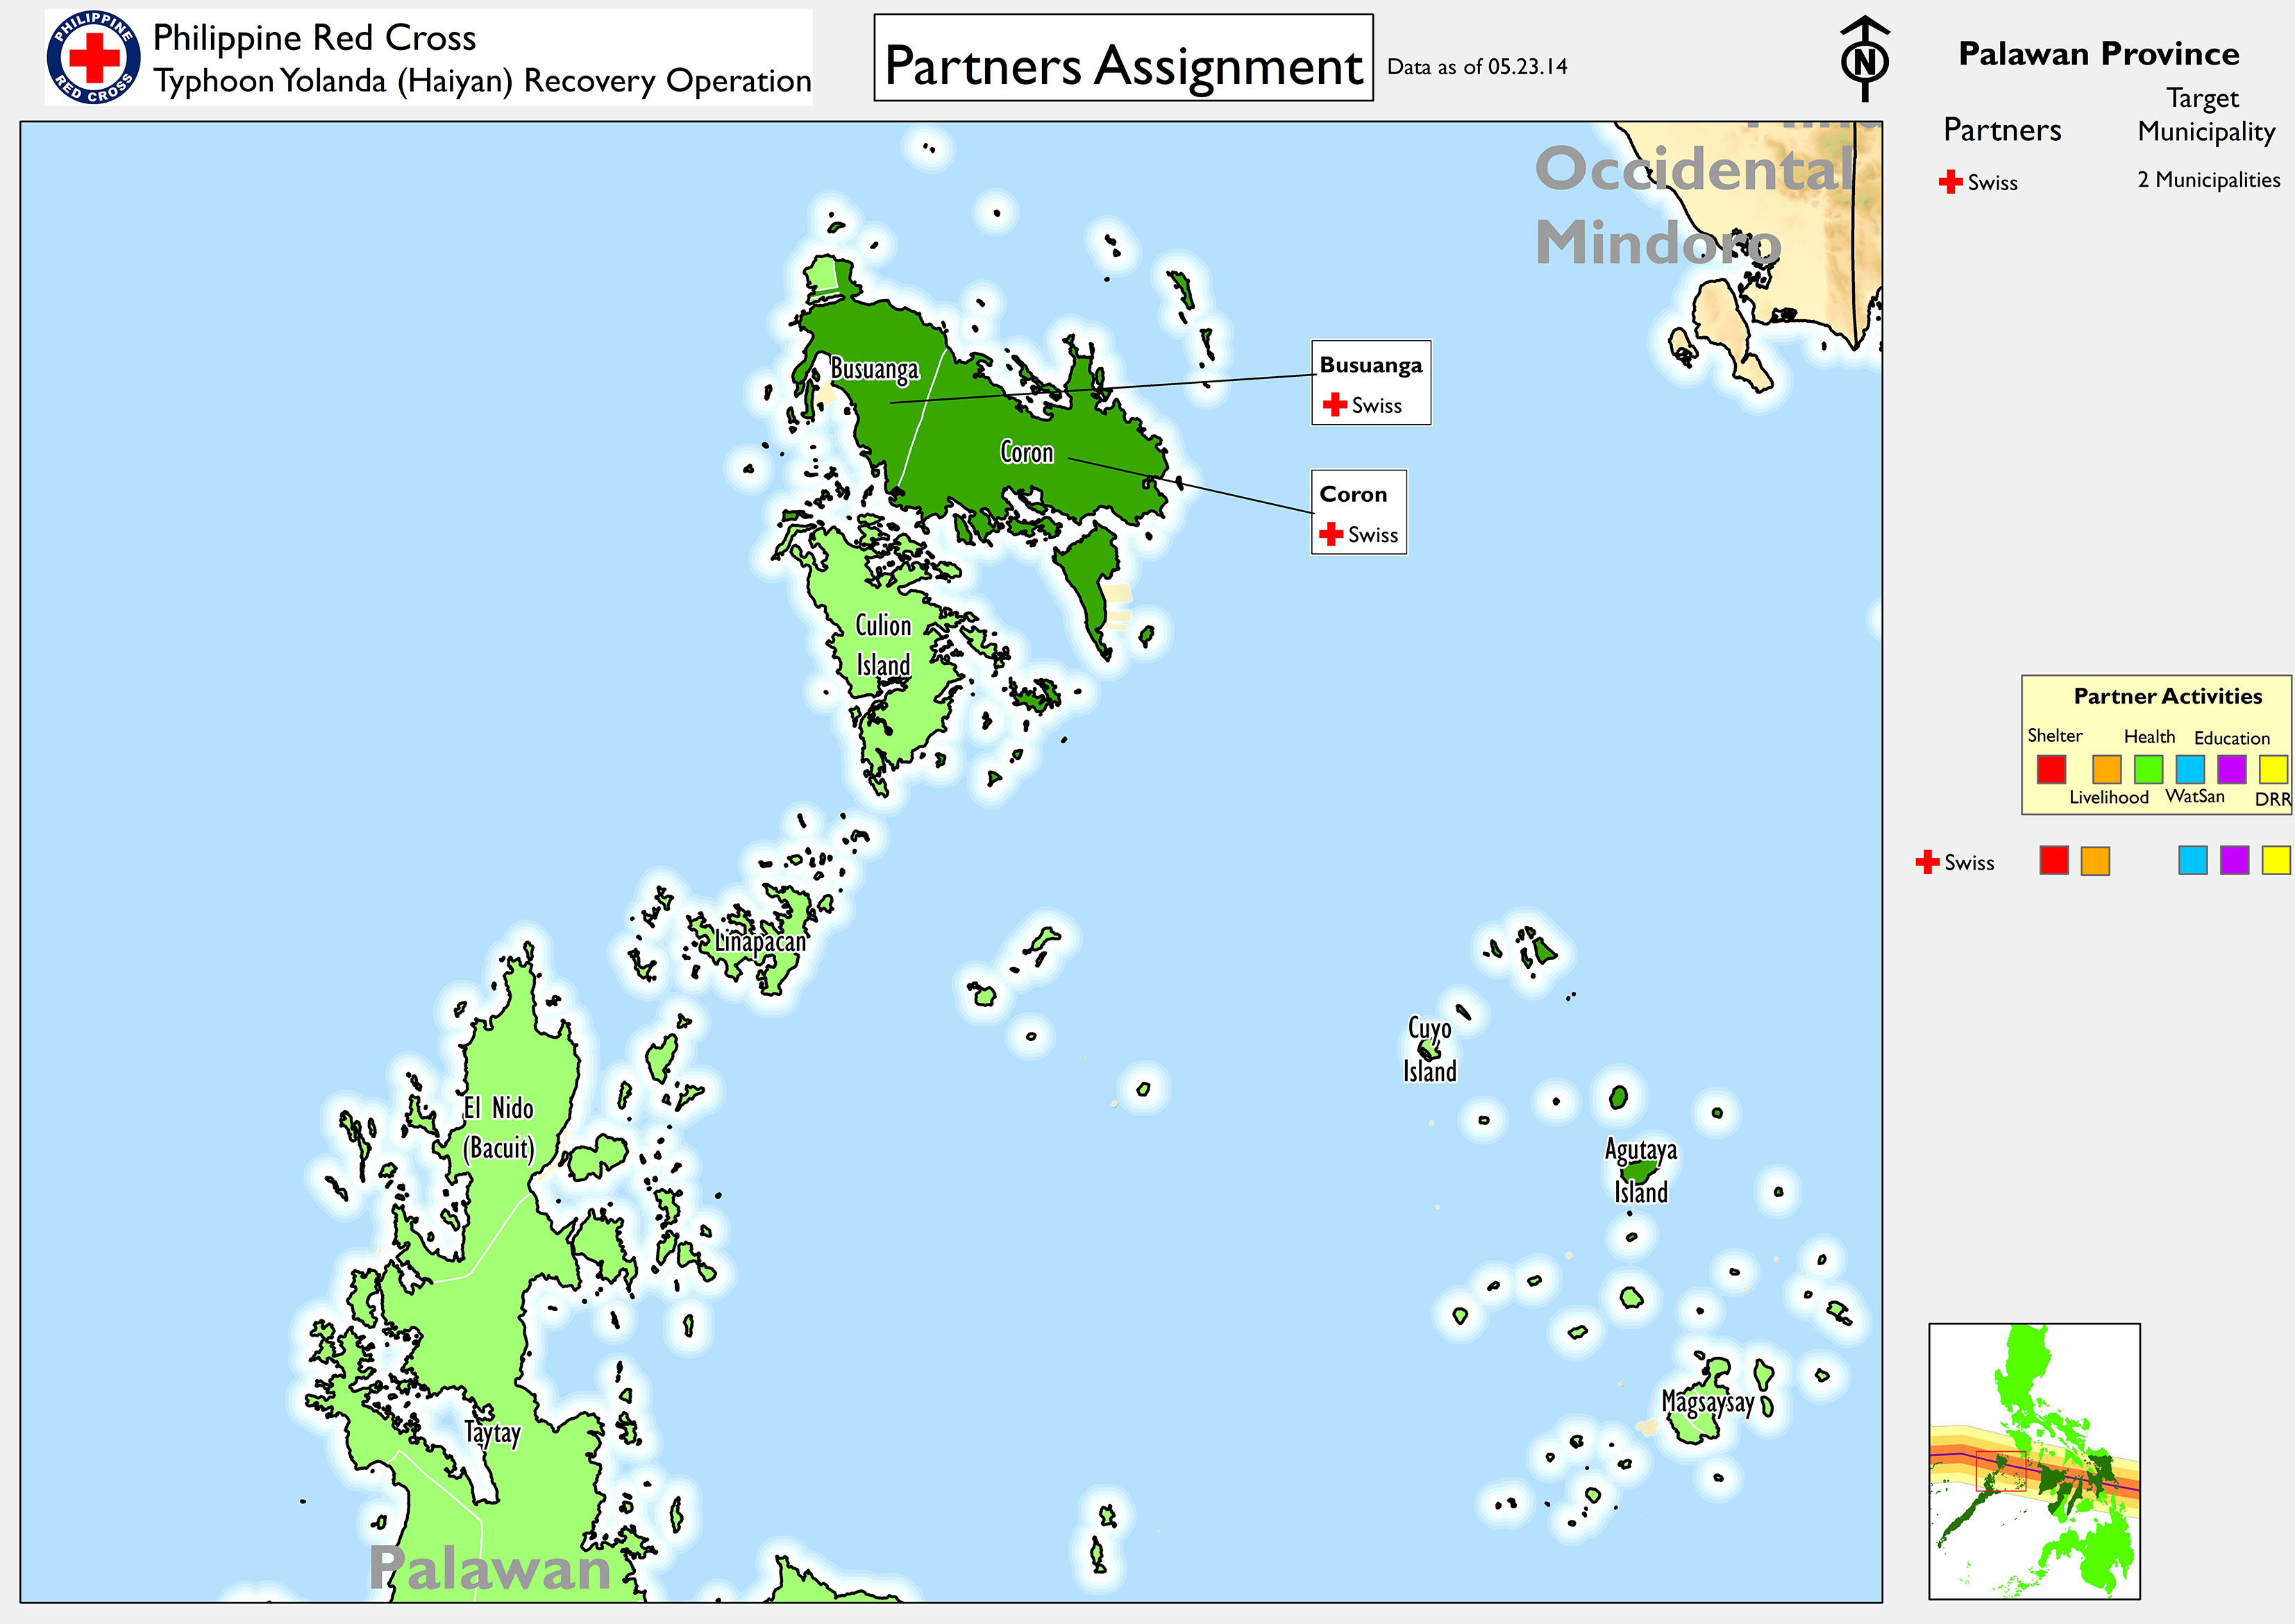 PHILIPPINE
RED CROSS
Philippine Red Cross
Typhoon Yolanda (Haiyan) Recovery Operation
Partners Assignment
Data as of 05.23.14
N
Palawan Province
Partners
Target
Municipality
Swiss
2 Municipalities
Occidental
Mindoro
Busuanga
Busuanga
Swiss
Coron
Coron
Swiss
Culion
Island
Partner Activities
Shelter
Health
Education
Livelihood
WatSan
DRR
Swiss
Linapacan
Cuyo
Island
El Nido
(Bacuit)
Agutaya
Island
Magsaysay
Taytay
Palawan